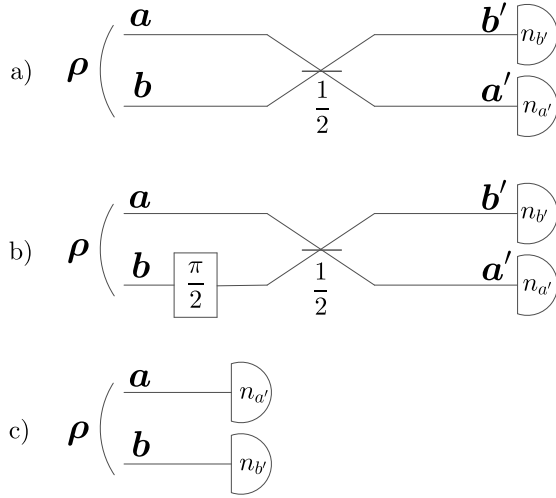 a b′ n_{b′}
a) ρ
b 1/2 a′ n_{a′}
a b′ n_{b′}
b) ρ
b π/2 1/2 a′ n_{a′}
a n_{a′}
c) ρ
b n_{b′}